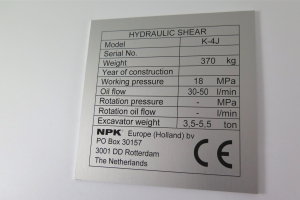 HYDRAULIC SHEAR
Model K-4J
Serial No.
Weight 370 kg
Year of construction
Working pressure 18 MPa
Oil flow 30-50 l/min
Rotation pressure - MPa
Rotation oil flow - l/min
Excavator weight 3,5-5,5 ton
NPK Europe (Holland) bv
PO Box 30157
3001 DD Rotterdam
The Netherlands
CE